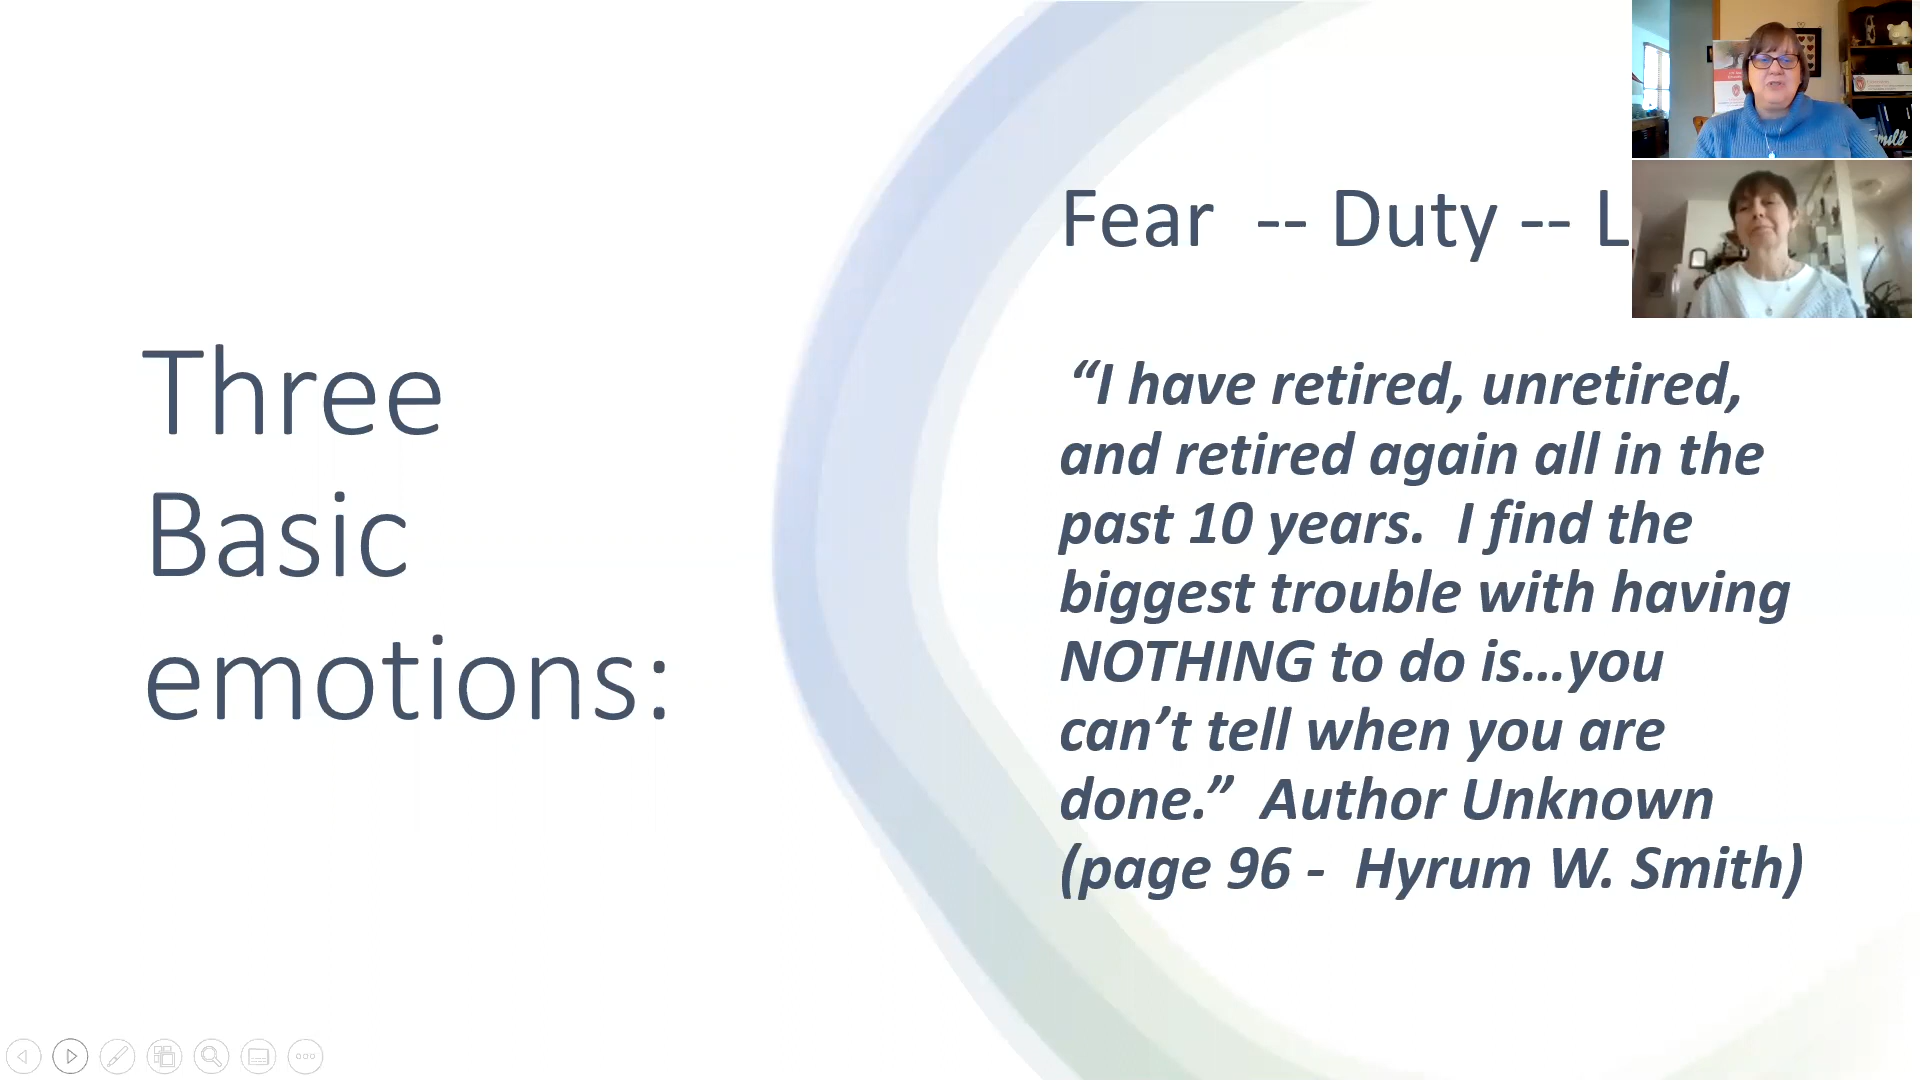 Three
Basic
emotions:
Fear -- Duty -- L
“I have retired, unretired,
and retired again all in the
past 10 years. I find the
biggest trouble with having
NOTHING to do is…you
can’t tell when you are
done.” Author Unknown
(page 96 - Hyrum W. Smith)